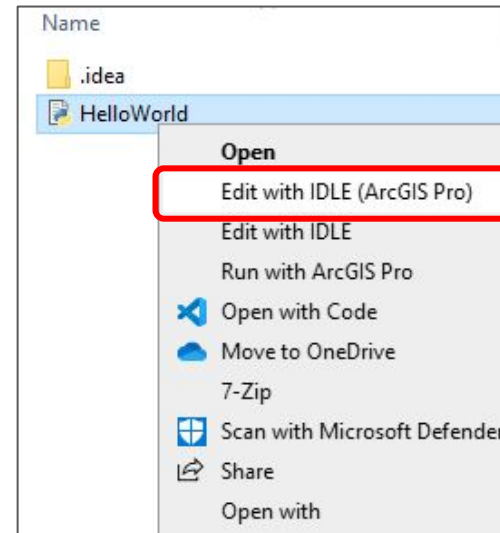 Name
.idea
HelloWorld
Open
Edit with IDLE (ArcGIS Pro)
Edit with IDLE
Run with ArcGIS Pro
Open with Code
Move to OneDrive
7-Zip
Scan with Microsoft Defender
Share
Open with